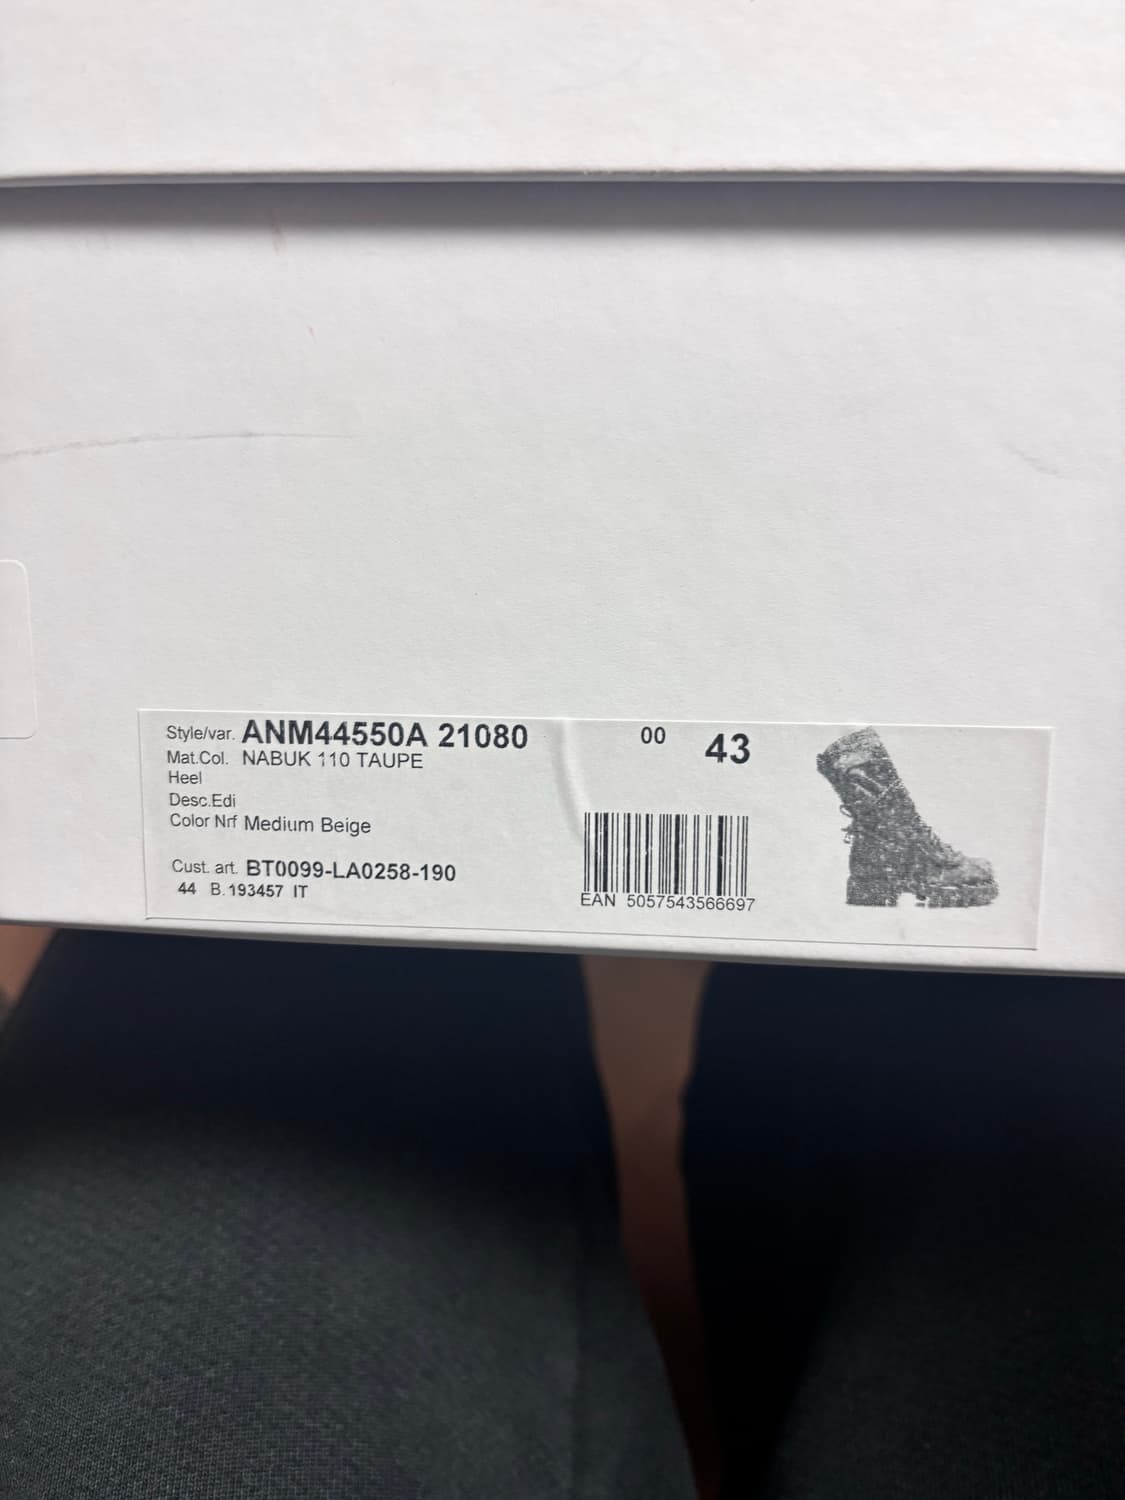 Style/var. ANM44550A 21080 00 43
Mat.Col. NABUK 110 TAUPE
Heel
Desc.Edi
Color Nrf Medium Beige
Cust. art. BT0099-LA0258-190
44 B.193457 IT
EAN 5057543566697